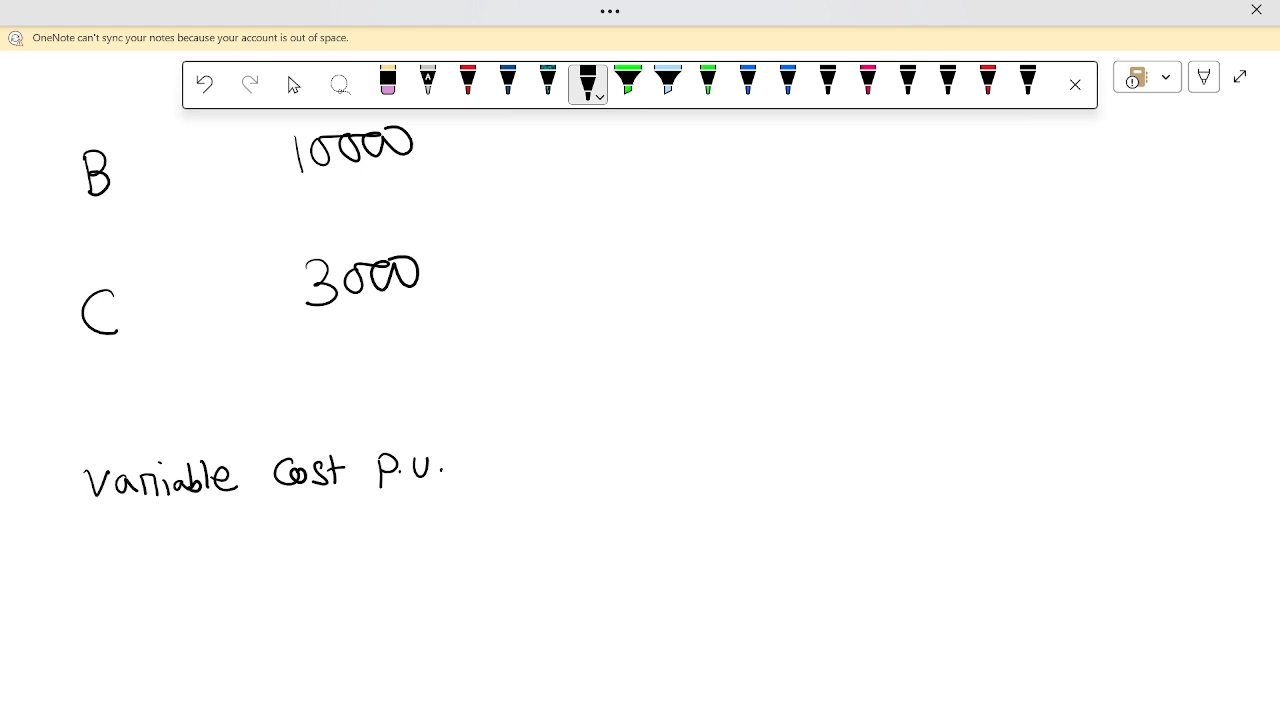 OneNote can't sync your notes because your account is out of space.
A
B 10000
C 3000
Variable cost p.u.